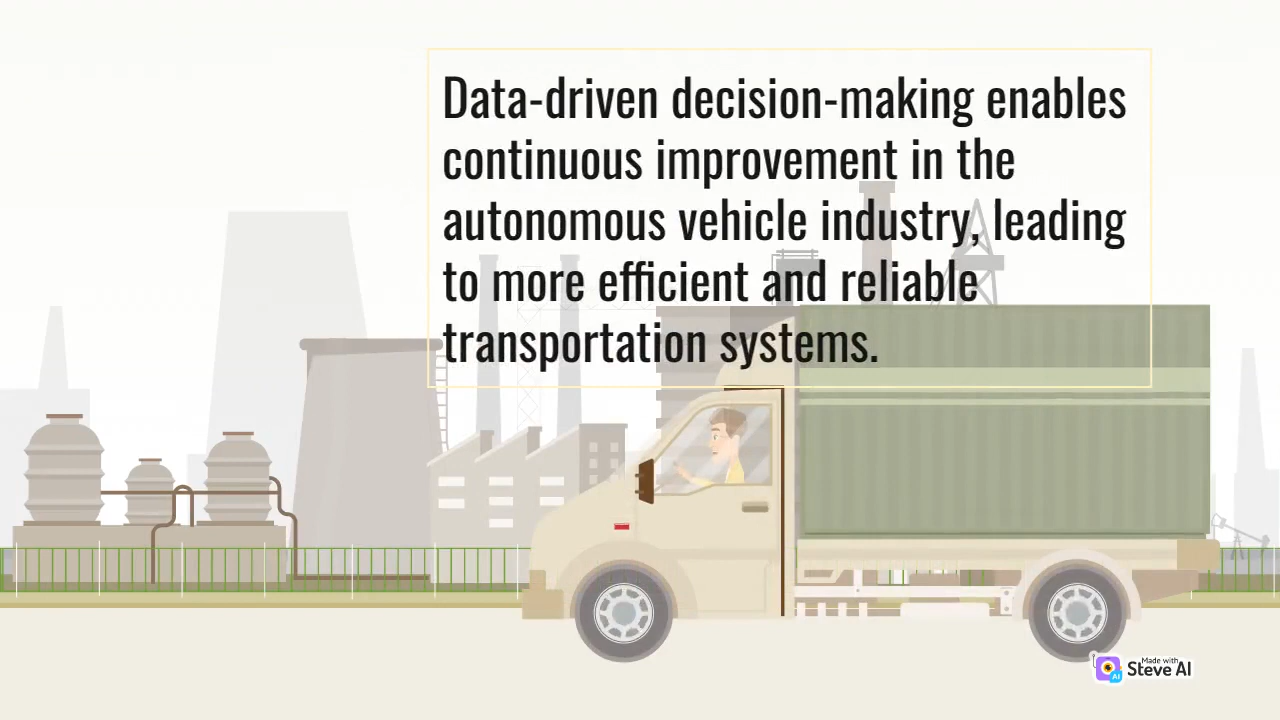 Data-driven decision-making enables
continuous improvement in the
autonomous vehicle industry, leading
to more efficient and reliable
transportation systems.
Made with
Steve AI
AI